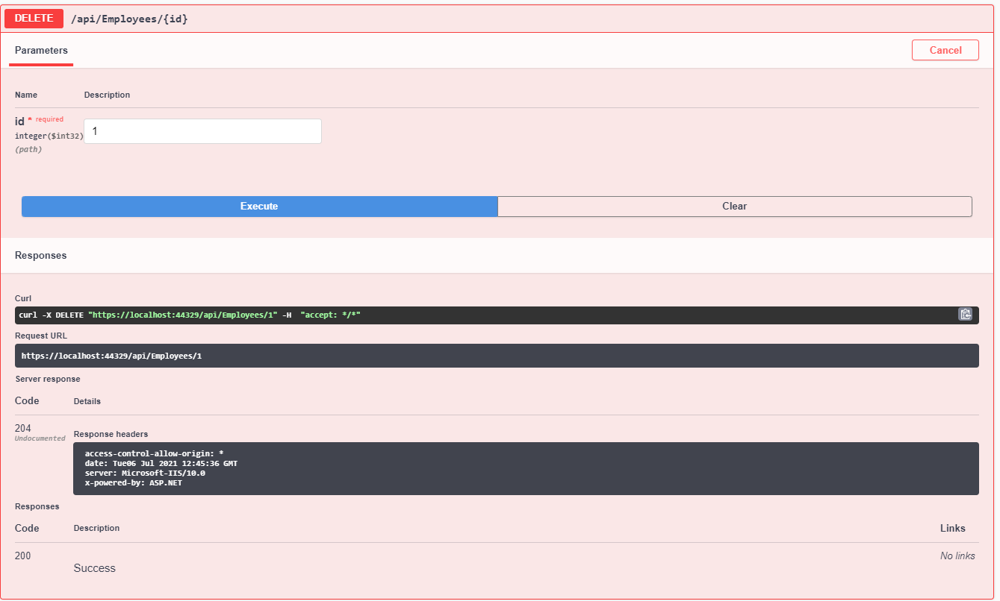 DELETE /api/Employees/{id}
Parameters Cancel
Name Description
id * required
integer($int32)
(path)
1
Execute Clear
Responses
Curl
curl -X DELETE "https://localhost:44329/api/Employees/1" -H  "accept: */*"
Request URL
https://localhost:44329/api/Employees/1
Server response
Code Details
204
Undocumented
Response headers
access-control-allow-origin: *
date: Tue06 Jul 2021 12:45:36 GMT
server: Microsoft-IIS/10.0
x-powered-by: ASP.NET
Responses
Code Description Links
200 No links
Success